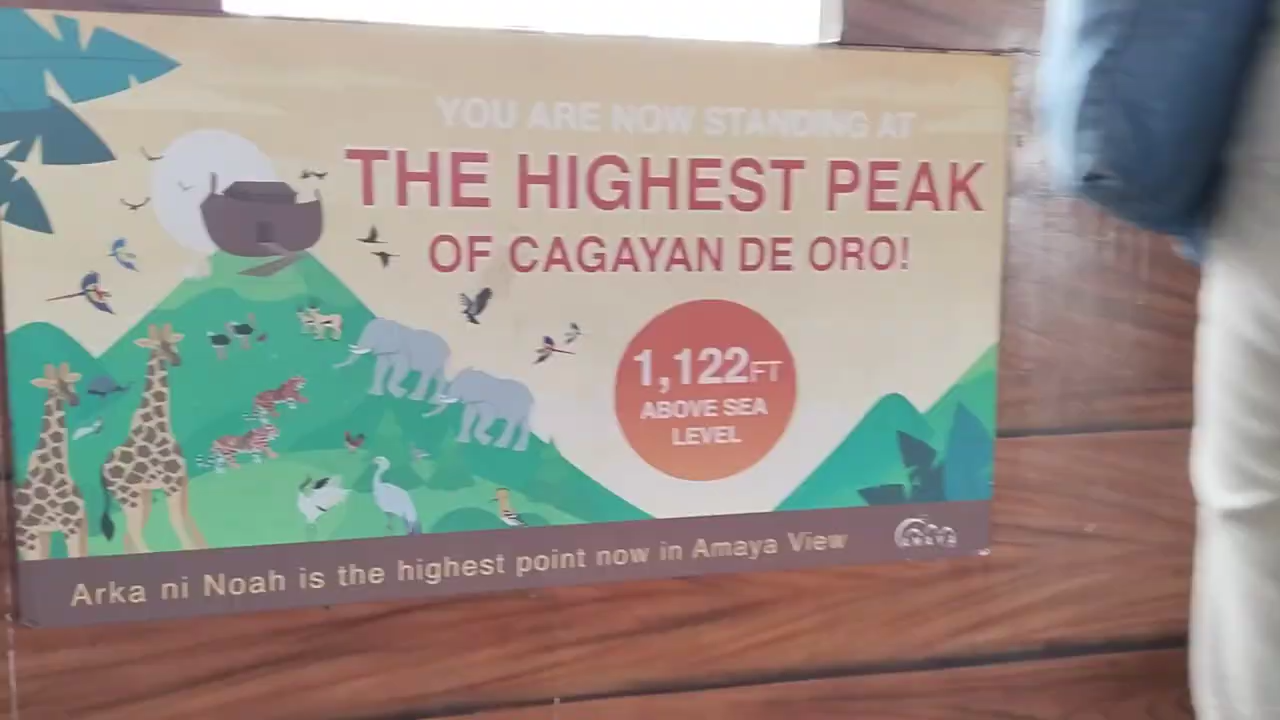 YOU ARE NOW STANDING AT
THE HIGHEST PEAK
OF CAGAYAN DE ORO!
1,122FT
ABOVE SEA
LEVEL
Arka ni Noah is the highest point now in Amaya View